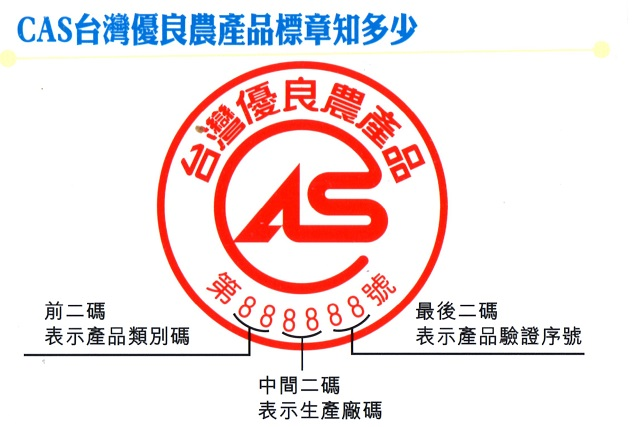 CAS台灣優良農產品標章知多少
台灣優良農產品
CAS
第888888號
前二碼
表示產品類別碼
最後二碼
表示產品驗證序號
中間二碼
表示生產廠碼